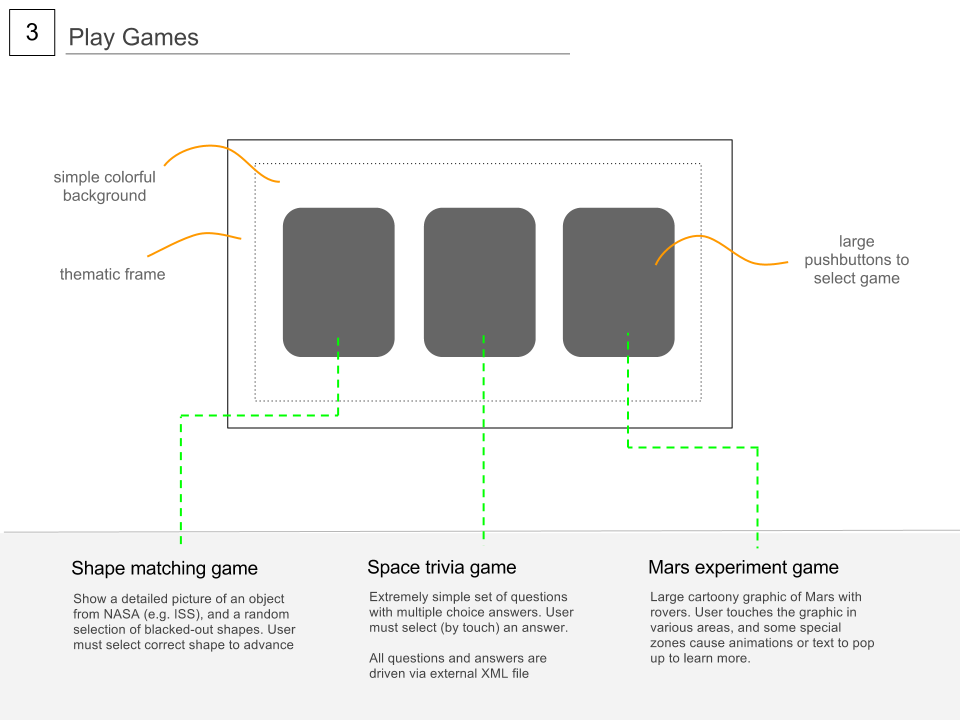 3
Play Games
simple colorful
background
thematic frame
large
pushbuttons to
select game
Shape matching game
Show a detailed picture of an object
from NASA (e.g. ISS), and a random
selection of blacked-out shapes. User
must select correct shape to advance
Space trivia game
Extremely simple set of questions
with multiple choice answers. User
must select (by touch) an answer.
All questions and answers are
driven via external XML file
Mars experiment game
Large cartoony graphic of Mars with
rovers. User touches the graphic in
various areas, and some special
zones cause animations or text to pop
up to learn more.